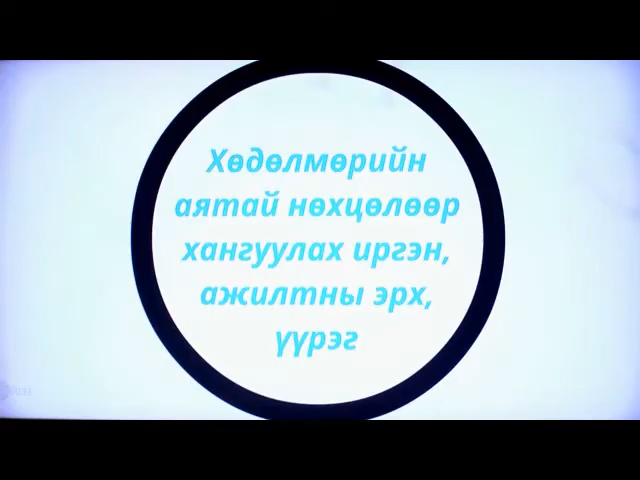 Хөдөлмөрийн
аятай нөхцөлөөр
хангуулах иргэн,
ажилтны эрх,
үүрэг